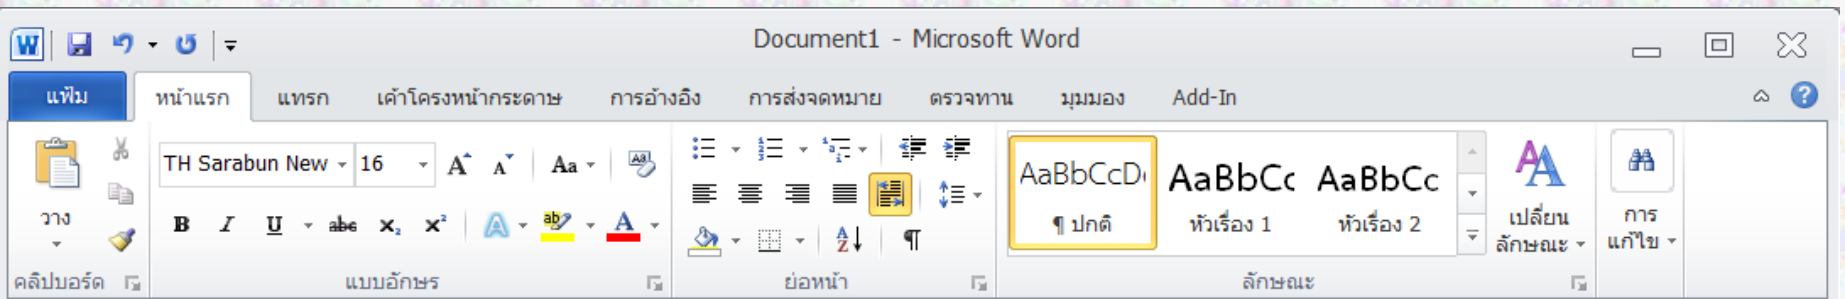 Document1 - Microsoft Word
แฟ้ม หน้าแรก แทรก เค้าโครงหน้ากระดาษ การอ้างอิง การส่งจดหมาย ตรวจทาน มุมมอง Add-In
วาง
คลิปบอร์ด
TH Sarabun New 16 A A Aa
B I U abc x₂ x² A ab A
แบบอักษร
ย่อหน้า
AaBbCcD AaBbCc AaBbCc
¶ ปกติ หัวเรื่อง 1 หัวเรื่อง 2
เปลี่ยน
ลักษณะ
ลักษณะ
การ
แก้ไข